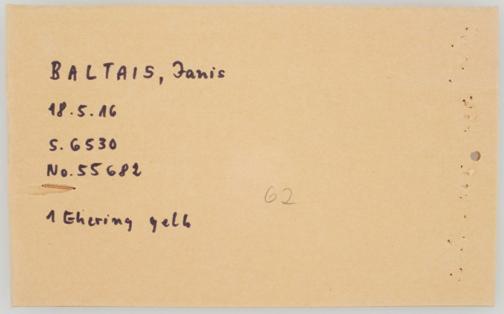 BALTAIS, Janis
18.5.16
S. 6530
No. 55682
62
1 Ehering gelb